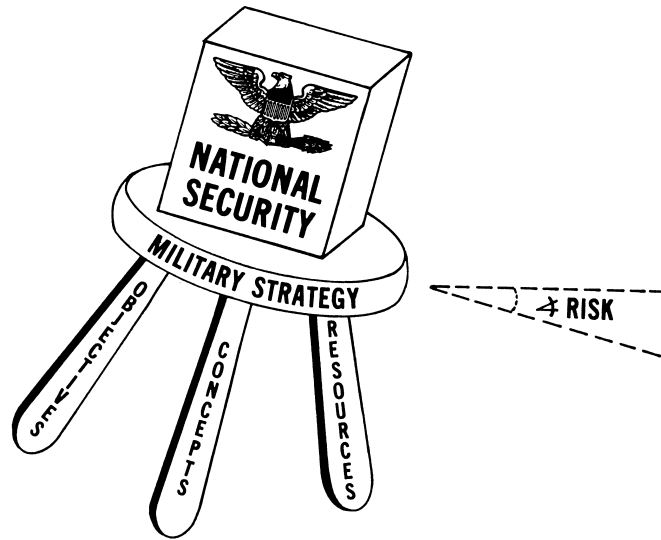 NATIONAL
SECURITY
MILITARY STRATEGY
OBJECTIVES
CONCEPTS
RESOURCES
∡ RISK